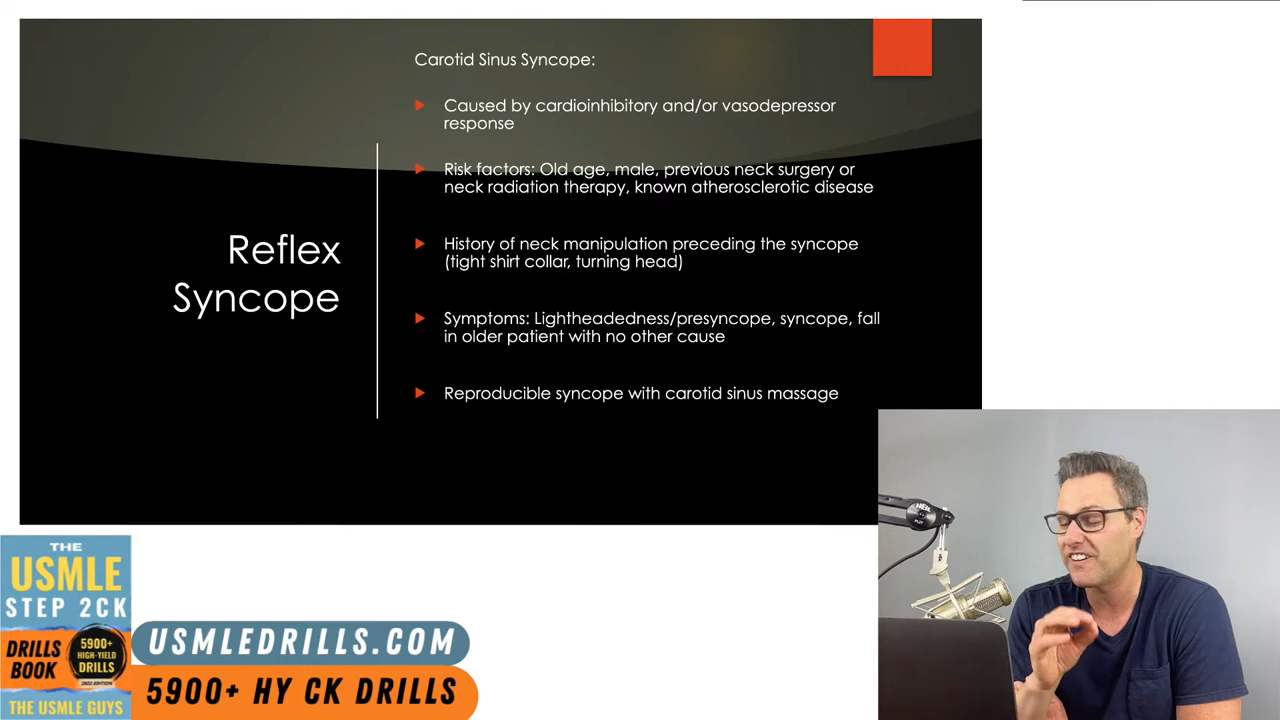 Carotid Sinus Syncope:
Caused by cardioinhibitory and/or vasodepressor
response
Risk factors: Old age, male, previous neck surgery or
neck radiation therapy, known atherosclerotic disease
History of neck manipulation preceding the syncope
(tight shirt collar, turning head)
Symptoms: Lightheadedness/presyncope, syncope, fall
in older patient with no other cause
Reproducible syncope with carotid sinus massage
Reflex
Syncope
THE
USMLE
STEP 2CK
DRILLS
BOOK
5900+
HIGH-YIELD
DRILLS
2022 EDITION
THE USMLE GUYS
USMLEDRILLS.COM
5900+ HY CK DRILLS
HEIL